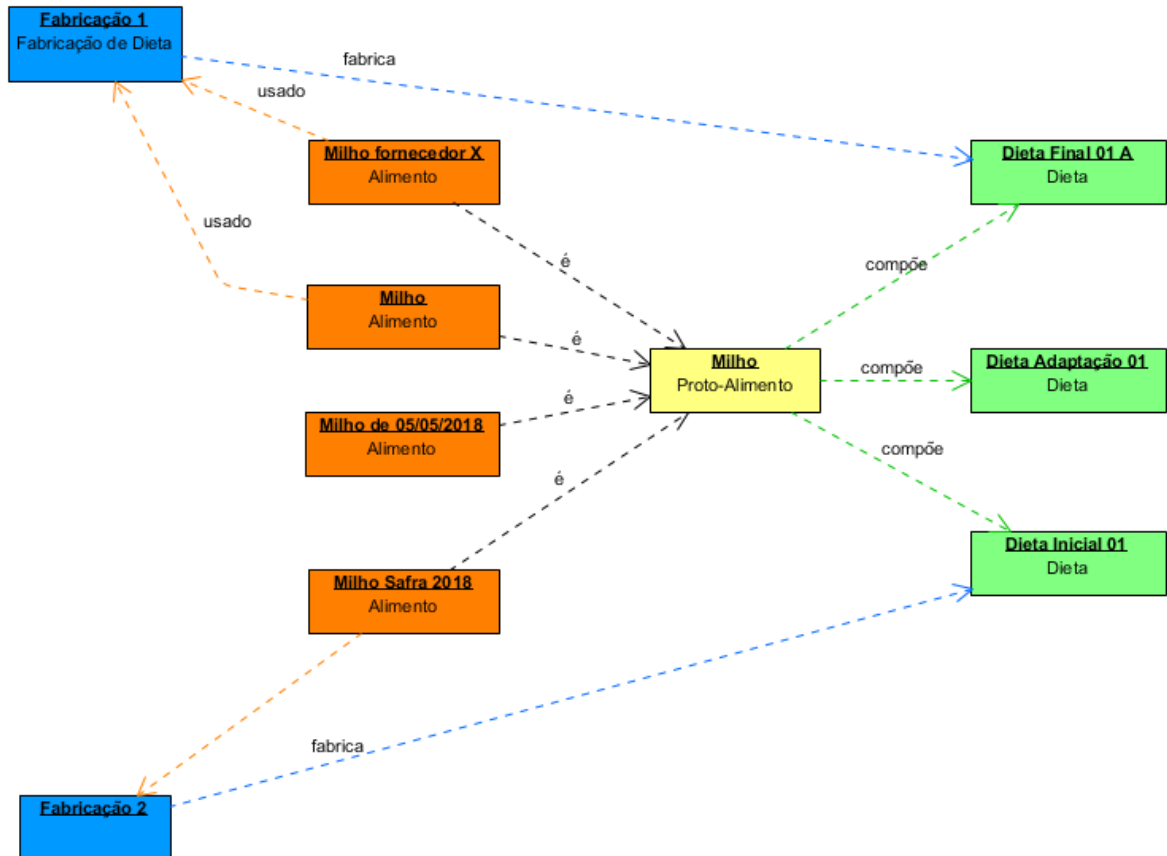 Fabricação 1
Fabricação de Dieta
fabrica
usado
Milho fornecedor X
Alimento
Dieta Final 01 A
Dieta
usado
é
compõe
Milho
Alimento
é
Milho
Proto-Alimento
compõe
Dieta Adaptação 01
Dieta
é
Milho de 05/05/2018
Alimento
compõe
é
Dieta Inicial 01
Dieta
Milho Safra 2018
Alimento
fabrica
Fabricação 2